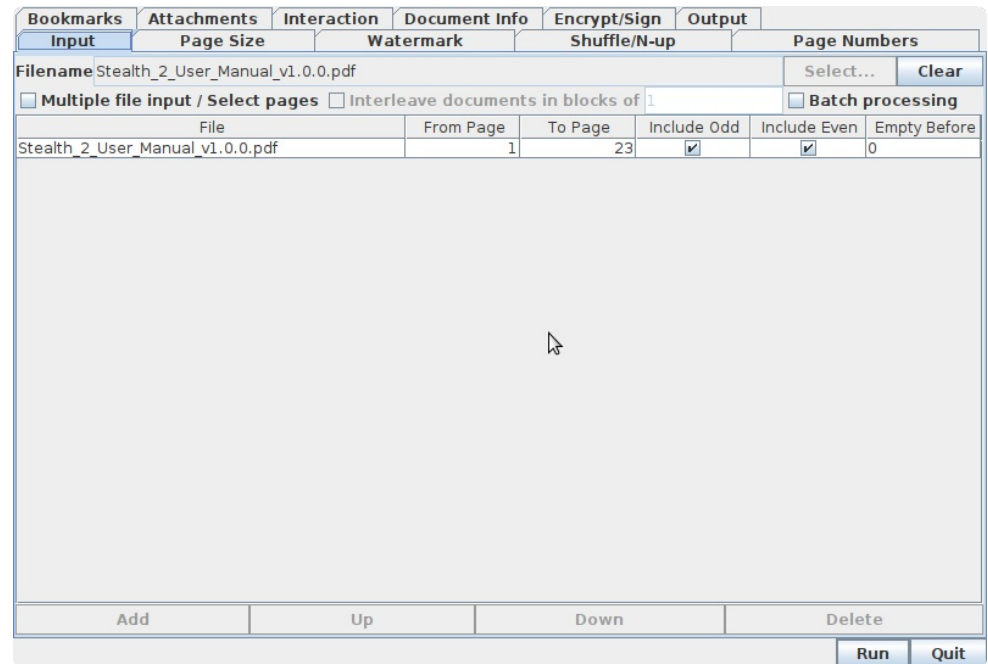 Bookmarks Attachments Interaction Document Info Encrypt/Sign Output
Input Page Size Watermark Shuffle/N-up Page Numbers
Filename Stealth_2_User_Manual_v1.0.0.pdf Select... Clear
Multiple file input / Select pages Interleave documents in blocks of 1 Batch processing
File From Page To Page Include Odd Include Even Empty Before
Stealth_2_User_Manual_v1.0.0.pdf 1 23 0
Add Up Down Delete
Run Quit